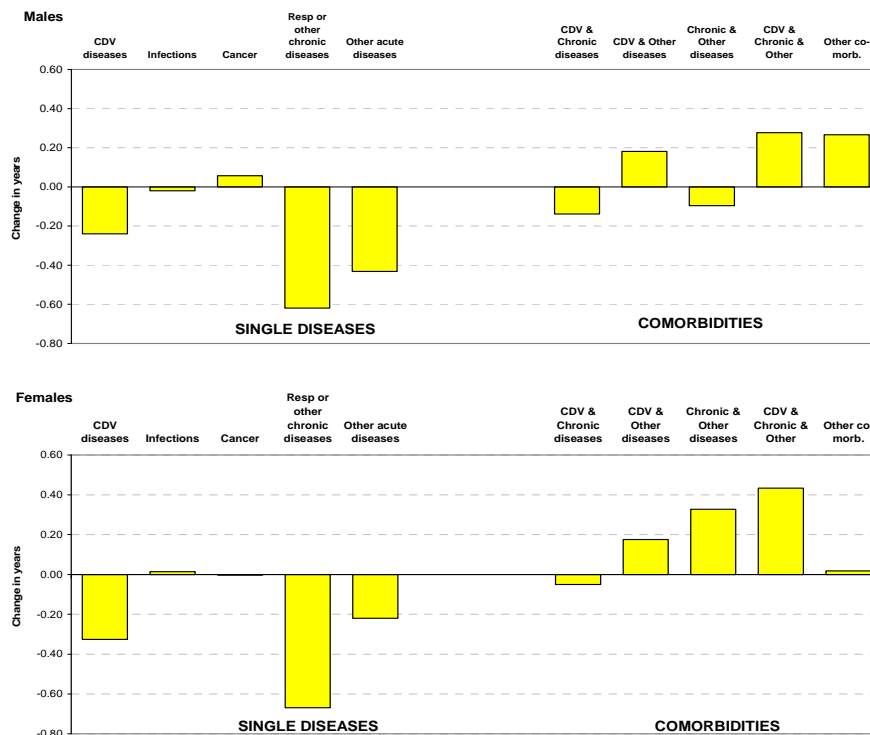 Males
CDV
diseases
Infections
Cancer
Resp or
other
chronic
diseases
Other acute
diseases
CDV &
Chronic
diseases
CDV & Other
diseases
Chronic &
Other
diseases
CDV &
Chronic &
Other
Other co-
morb.
0.60
0.40
0.20
0.00
-0.20
-0.40
-0.60
-0.80
Change in years
SINGLE DISEASES
COMORBIDITIES
Females
CDV
diseases
Infections
Cancer
Resp or
other
chronic
diseases
Other acute
diseases
CDV &
Chronic
diseases
CDV &
Other
diseases
Chronic &
Other
diseases
CDV &
Chronic &
Other
Other co-
morb.
0.60
0.40
0.20
0.00
-0.20
-0.40
-0.60
-0.80
Change in years
SINGLE DISEASES
COMORBIDITIES